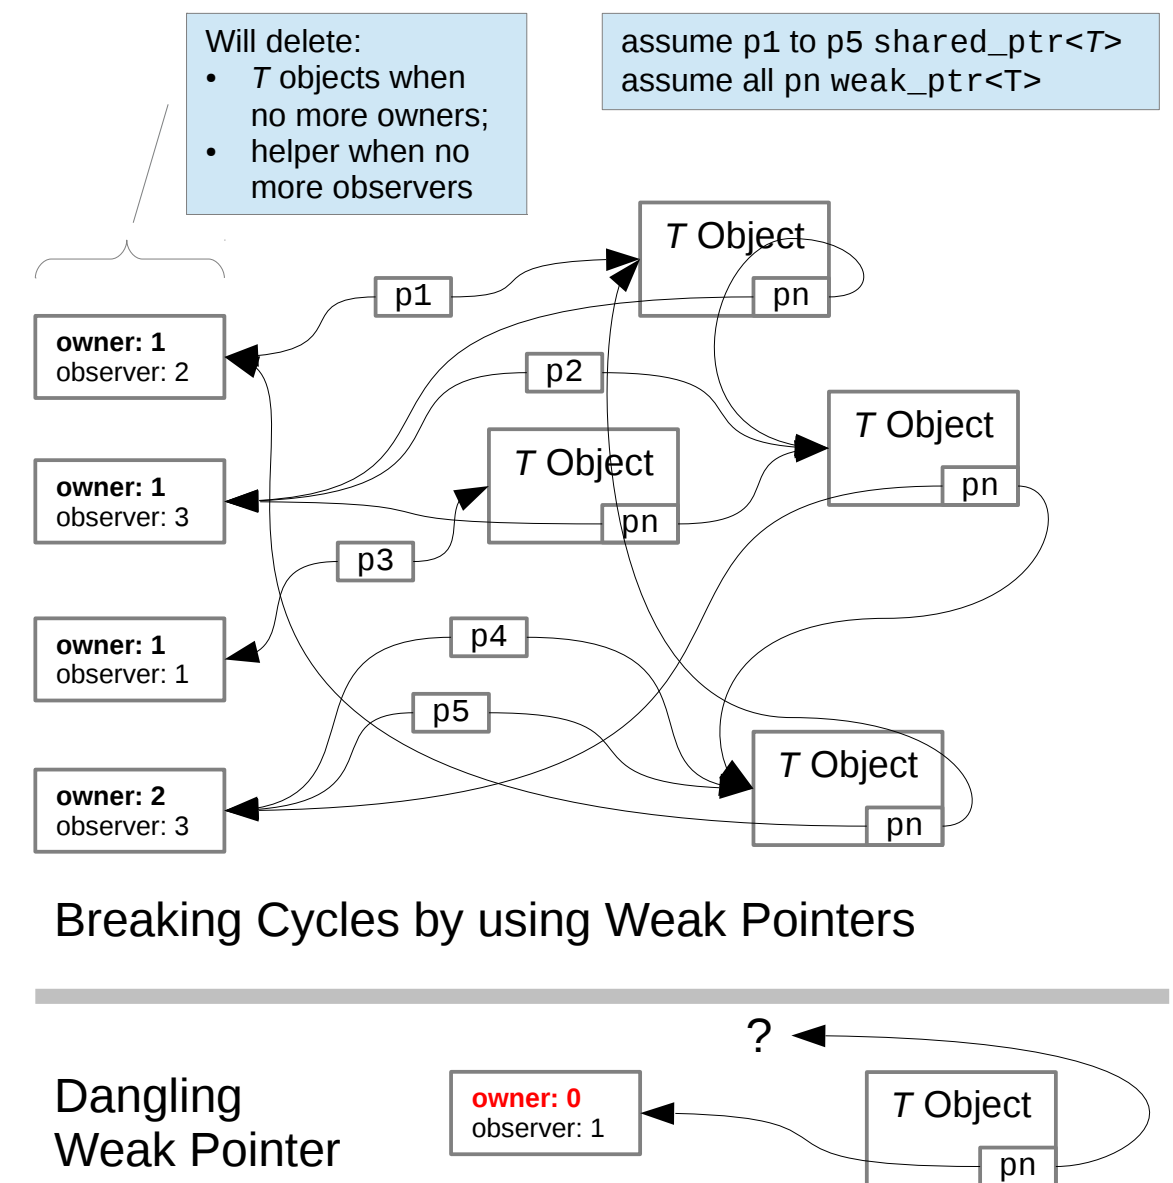 Will delete:
• T objects when
no more owners;
• helper when no
more observers
assume p1 to p5 shared_ptr<T>
assume all pn weak_ptr<T>
T Object
pn
p1
owner: 1
observer: 2
p2
T Object
pn
T Object
pn
owner: 1
observer: 3
p3
owner: 1
observer: 1
p4
p5
T Object
pn
owner: 2
observer: 3
Breaking Cycles by using Weak Pointers
?
Dangling
Weak Pointer
owner: 0
observer: 1
T Object
pn